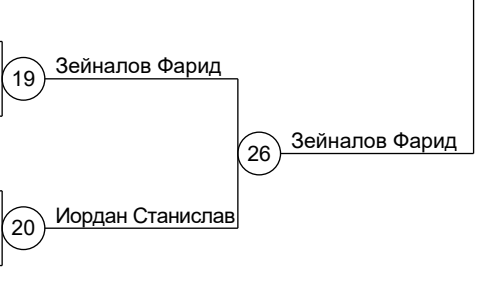 19 Зейналов Фарид
26 Зейналов Фарид
20 Иордан Станислав